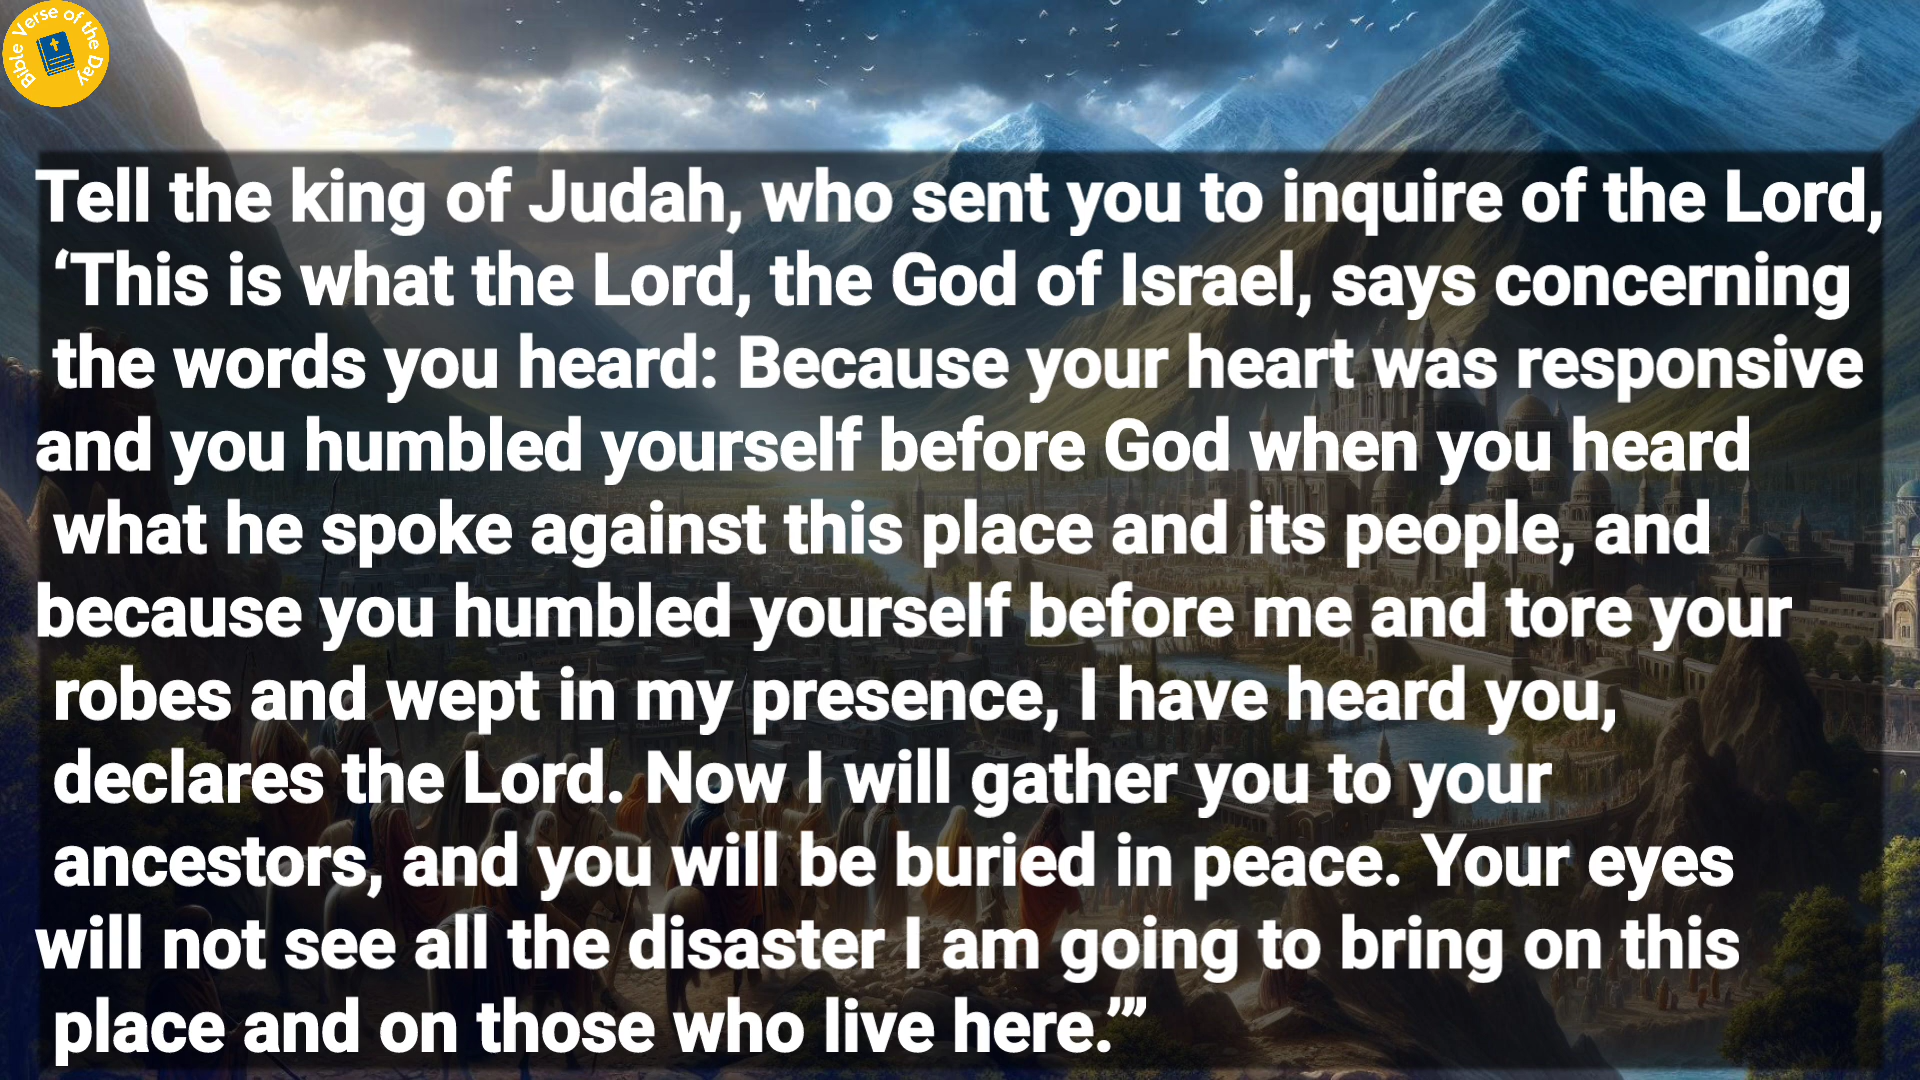 Bible Verse of the Day
Tell the king of Judah, who sent you to inquire of the Lord,
‘This is what the Lord, the God of Israel, says concerning
the words you heard: Because your heart was responsive
and you humbled yourself before God when you heard
what he spoke against this place and its people, and
because you humbled yourself before me and tore your
robes and wept in my presence, I have heard you,
declares the Lord. Now I will gather you to your
ancestors, and you will be buried in peace. Your eyes
will not see all the disaster I am going to bring on this
place and on those who live here.’”